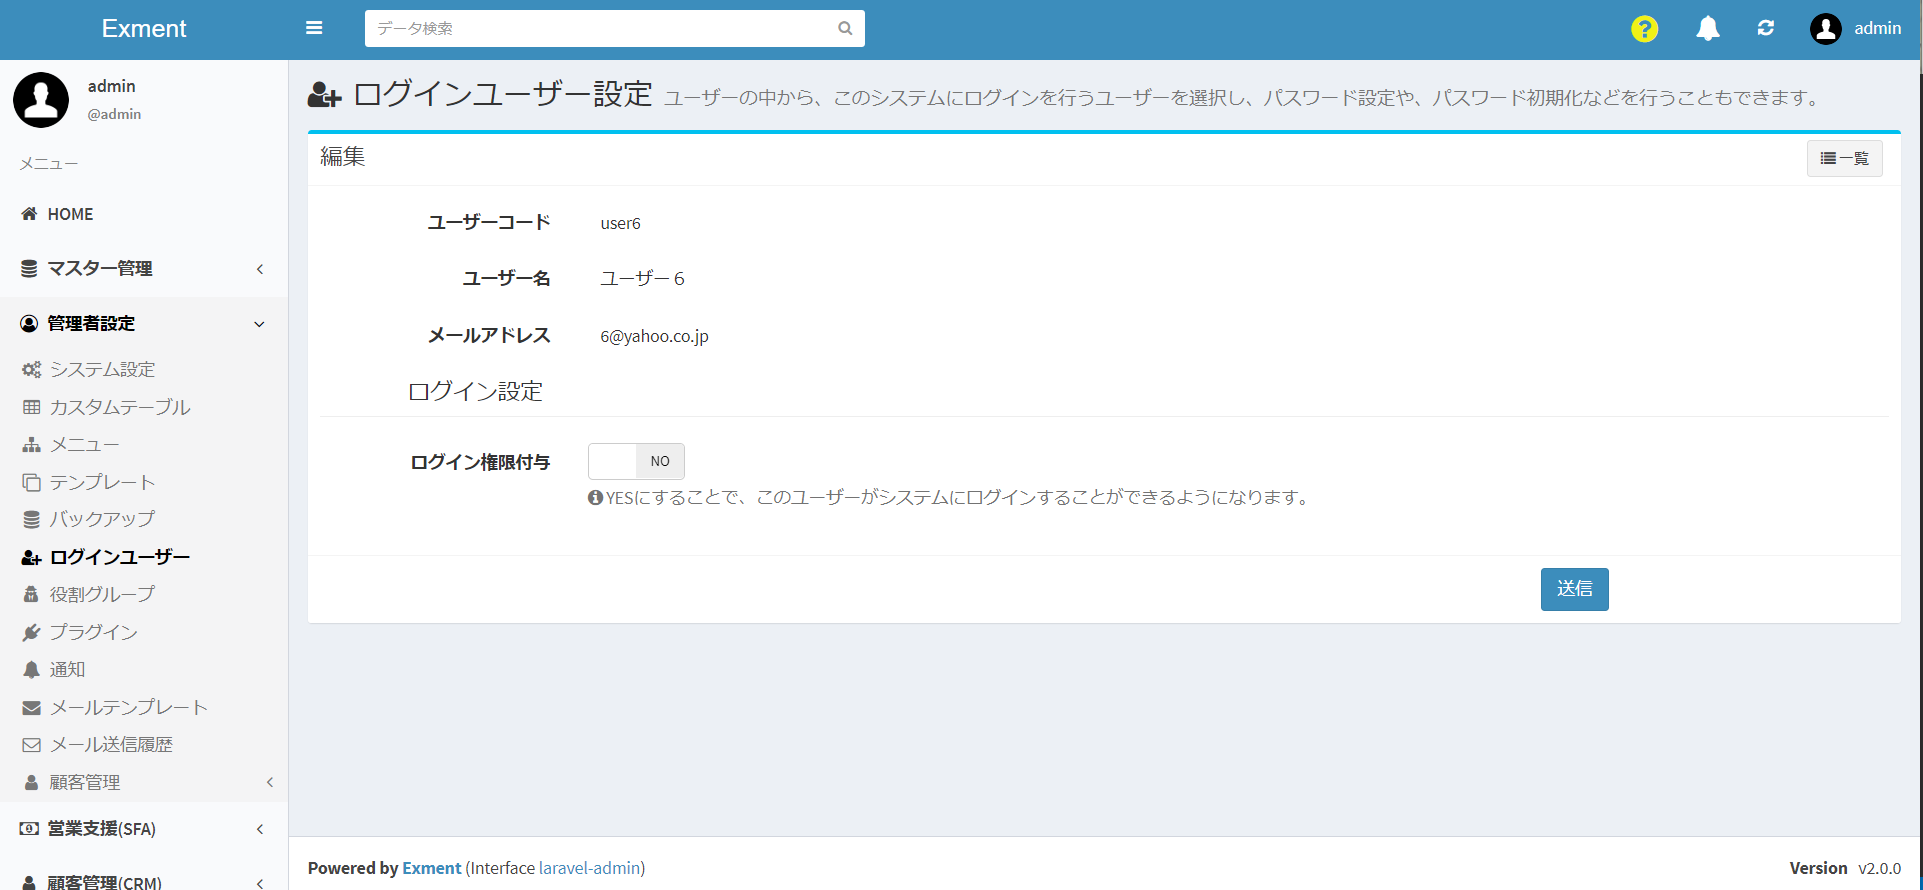 Exment
データ検索
admin
admin
@admin
メニュー
HOME
マスター管理
管理者設定
システム設定
カスタムテーブル
メニュー
テンプレート
バックアップ
ログインユーザー
役割グループ
プラグイン
通知
メールテンプレート
メール送信履歴
顧客管理
営業支援(SFA)
顧客管理(CRM)
ログインユーザー設定 ユーザーの中から、このシステムにログインを行うユーザーを選択し、パスワード設定や、パスワード初期化などを行うこともできます。
編集
一覧
ユーザーコード user6
ユーザー名 ユーザー６
メールアドレス 6@yahoo.co.jp
ログイン設定
ログイン権限付与 NO
YESにすることで、このユーザーがシステムにログインすることができるようになります。
送信
Powered by Exment (Interface laravel-admin)
Version v2.0.0